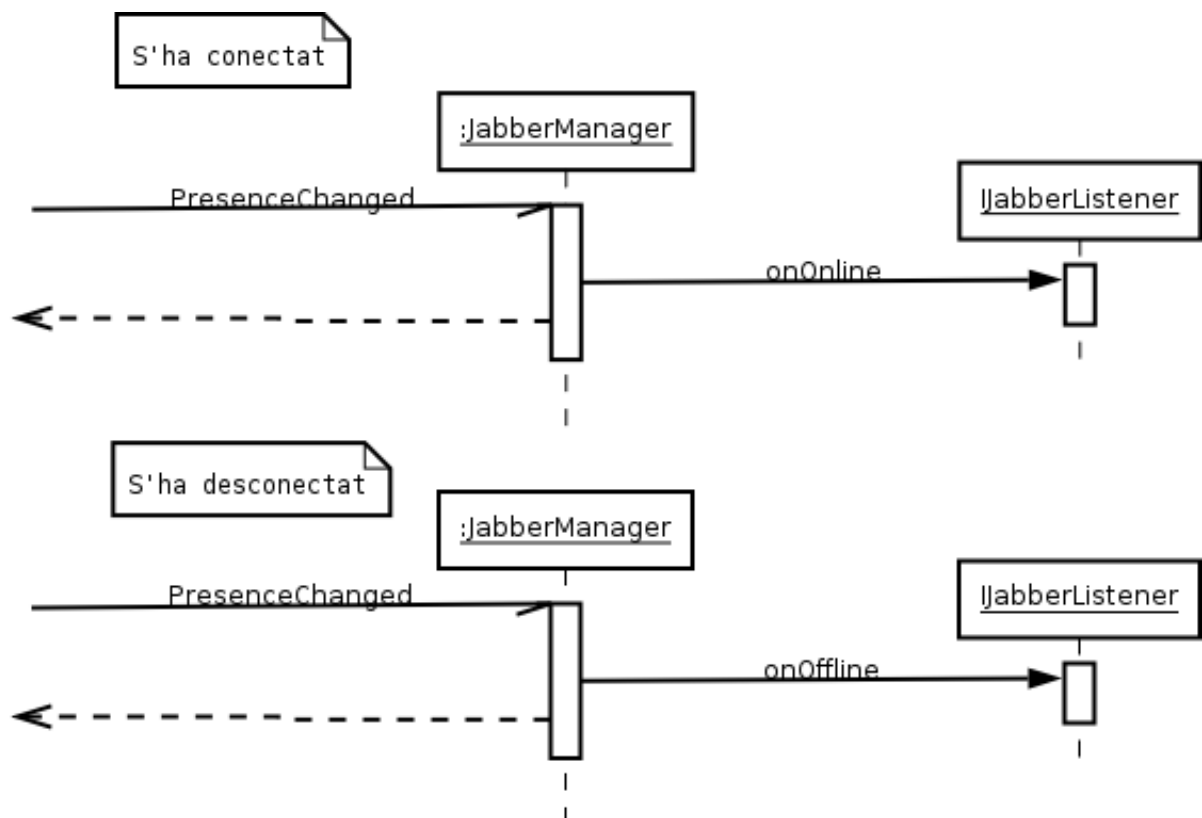 S'ha conectat
:JabberManager
PresenceChanged
IJabberListener
onOnline
S'ha desconectat
:JabberManager
PresenceChanged
IJabberListener
onOffline